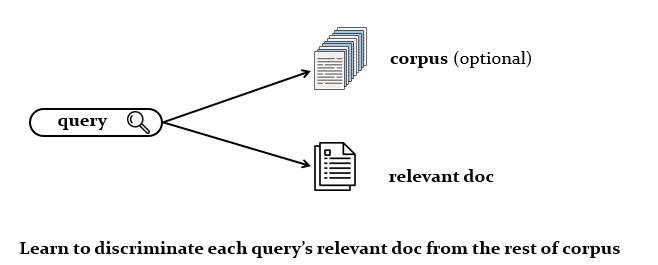 corpus (optional)
query
relevant doc
Learn to discriminate each query’s relevant doc from the rest of corpus